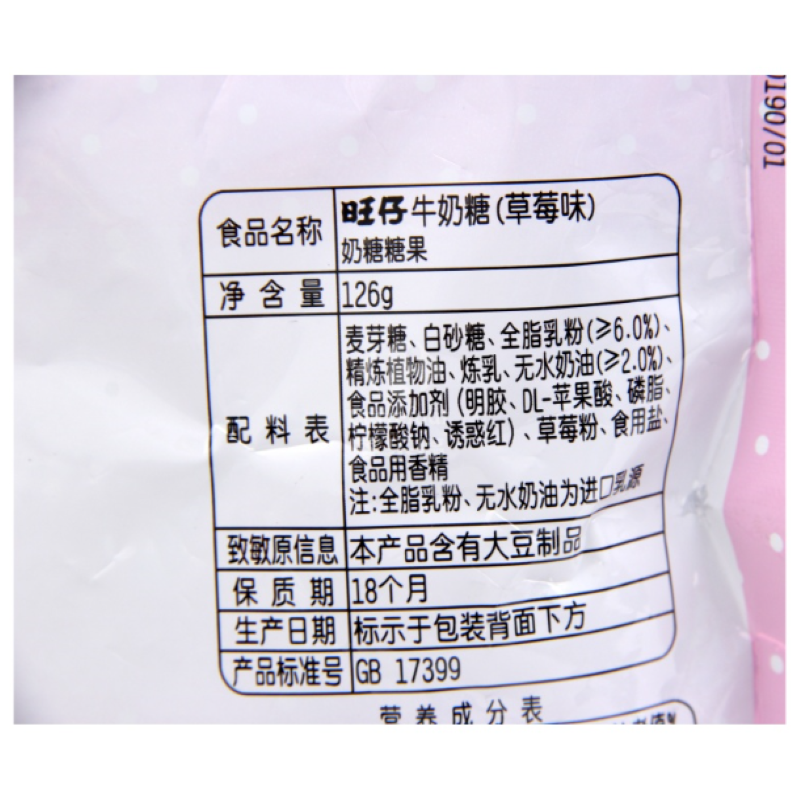 0190/01
食品名称
旺仔牛奶糖(草莓味)
奶糖糖果
净含量
126g
配料表
麦芽糖、白砂糖、全脂乳粉(≥6.0%)、
精炼植物油、炼乳、无水奶油(≥2.0%)、
食品添加剂(明胶、DL-苹果酸、磷脂、
柠檬酸钠、诱惑红)、草莓粉、食用盐、
食品用香精
注:全脂乳粉、无水奶油为进口乳源
致敏原信息
本产品含有大豆制品
保质期
18个月
生产日期
标示于包装背面下方
产品标准号
GB 17399
营养成分表